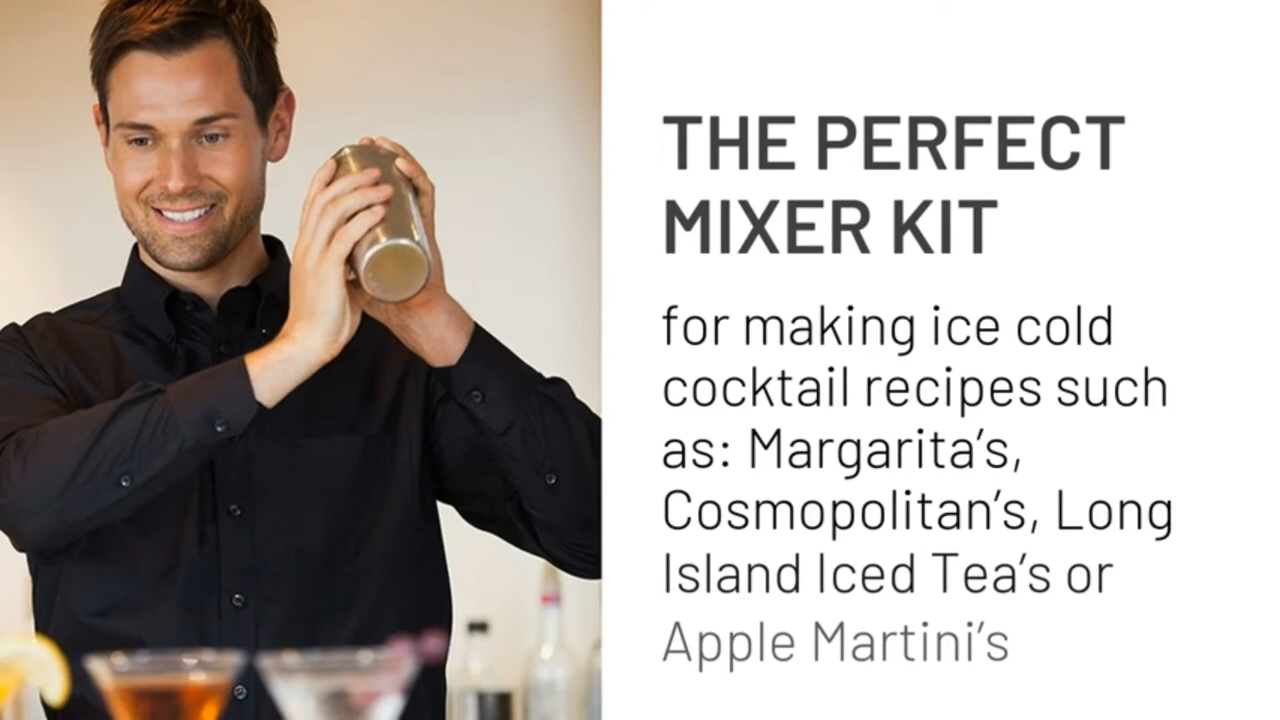 THE PERFECT
MIXER KIT
for making ice cold
cocktail recipes such
as: Margarita’s,
Cosmopolitan’s, Long
Island Iced Tea’s or
Apple Martini’s